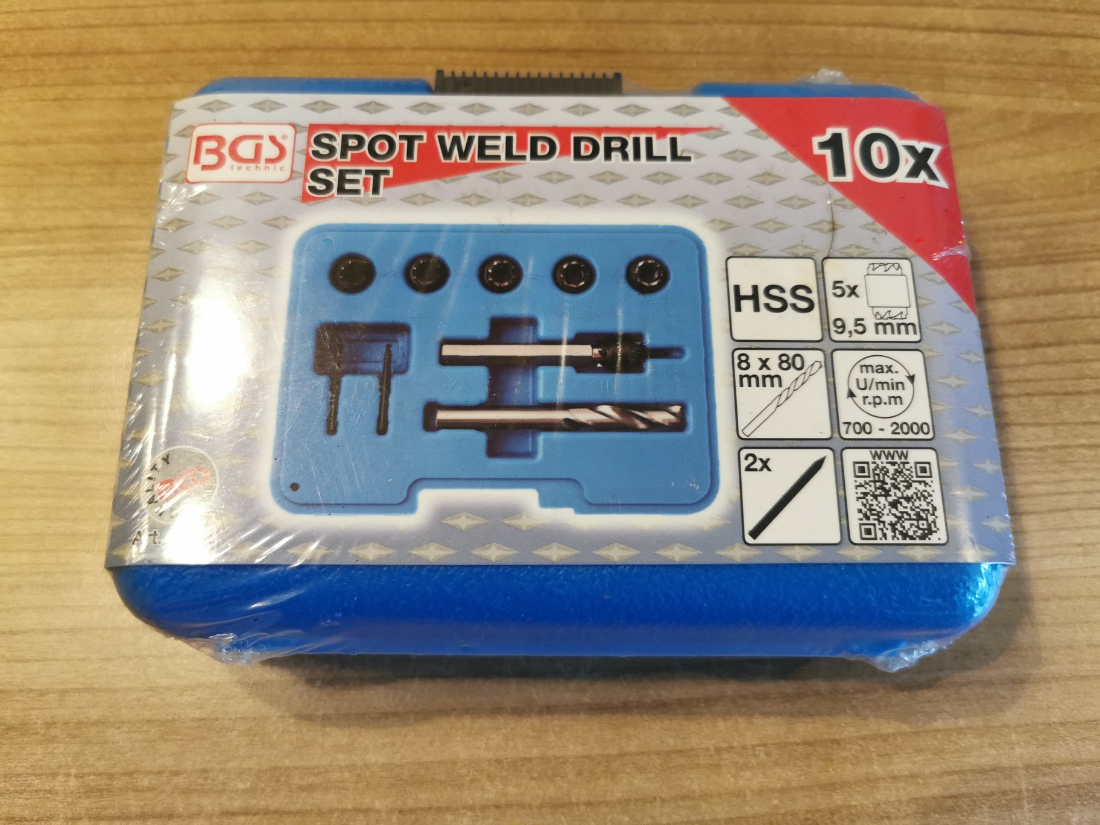 BGS
technic
SPOT WELD DRILL
SET
10x
HSS
5x
9,5 mm
8 x 80
mm
max.
U/min
r.p.m
700 - 2000
2x
WWW